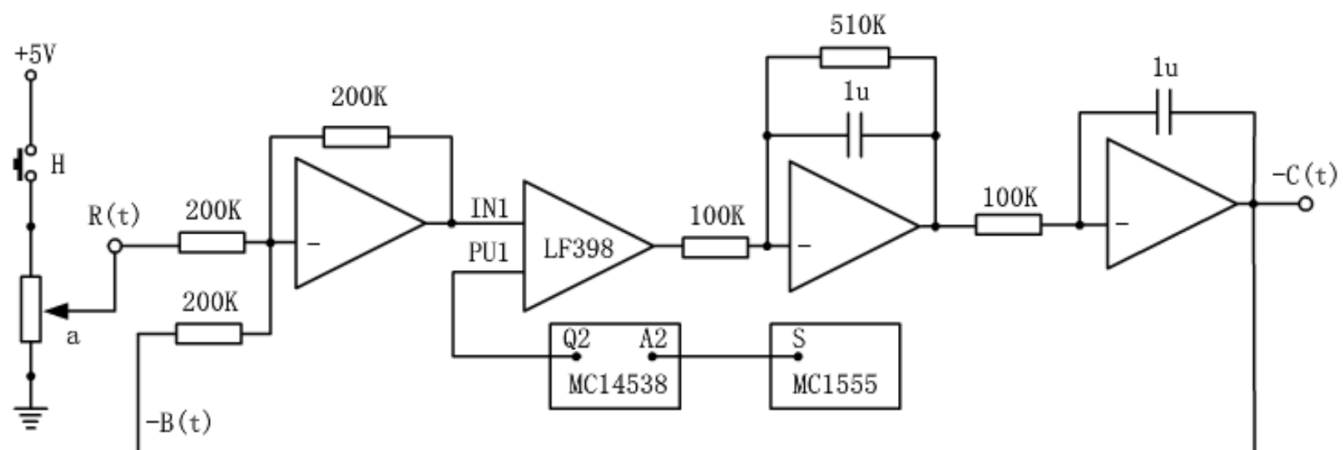 +5V
H
R(t)
a
200K
200K
-B(t)
200K
IN1
PU1
LF398
Q2 A2
MC14538
S
MC1555
100K
510K
1u
100K
1u
-C(t)
-
-
-